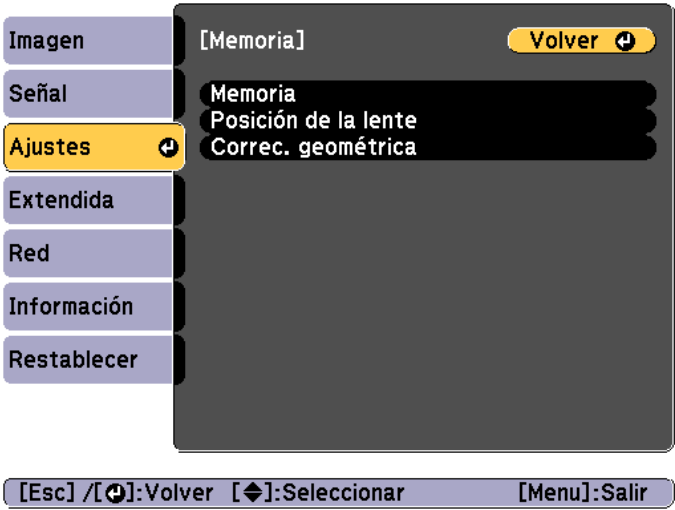 Imagen
Señal
Ajustes
Extendida
Red
Información
Restablecer
[Memoria]
Volver
Memoria
Posición de la lente
Correc. geométrica
[Esc] /[⏎]:Volver [◆]:Seleccionar [Menu]:Salir